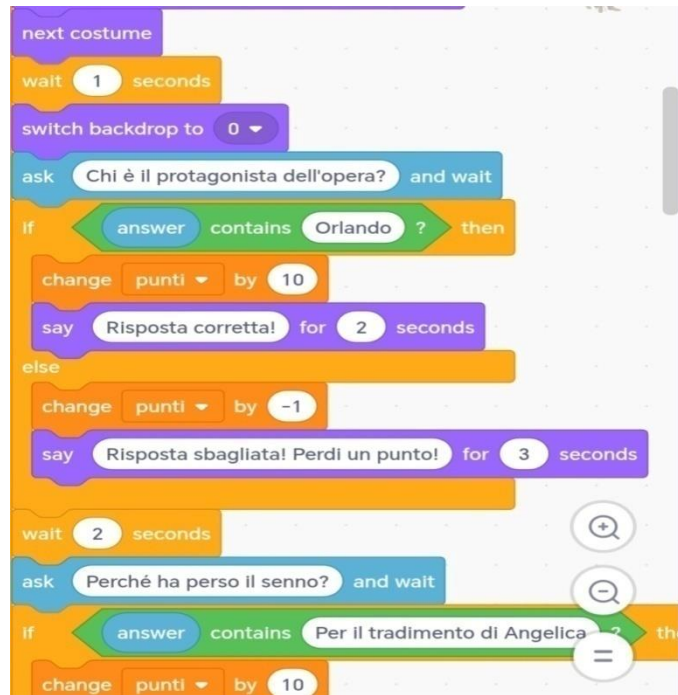 next costume
wait 1 seconds
switch backdrop to 0
ask Chi è il protagonista dell'opera? and wait
if answer contains Orlando ? then
change punti by 10
say Risposta corretta! for 2 seconds
else
change punti by -1
say Risposta sbagliata! Perdi un punto! for 3 seconds
wait 2 seconds
ask Perché ha perso il senno? and wait
if answer contains Per il tradimento di Angelica ?
change punti by 10